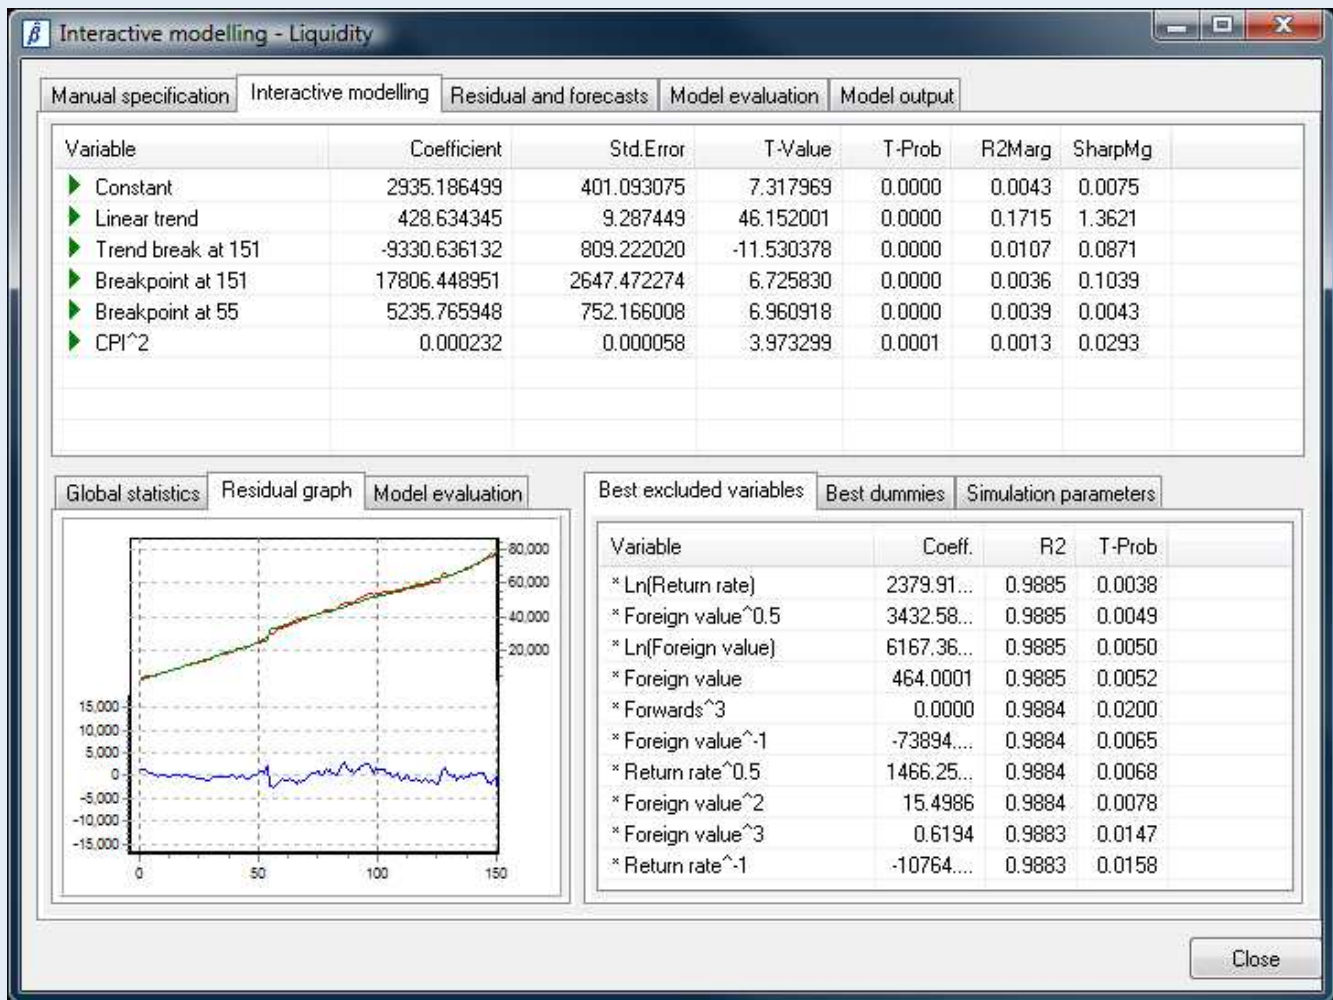 β̂ Interactive modelling - Liquidity
Manual specification Interactive modelling Residual and forecasts Model evaluation Model output
Variable Coefficient Std.Error T-Value T-Prob R2Marg SharpMg
Constant 2935.186499 401.093075 7.317969 0.0000 0.0043 0.0075
Linear trend 428.634345 9.287449 46.152001 0.0000 0.1715 1.3621
Trend break at 151 -9330.636132 809.222020 -11.530378 0.0000 0.0107 0.0871
Breakpoint at 151 17806.448951 2647.472274 6.725830 0.0000 0.0036 0.1039
Breakpoint at 55 5235.765948 752.166008 6.960918 0.0000 0.0039 0.0043
CPI^2 0.000232 0.000058 3.973299 0.0001 0.0013 0.0293
Global statistics Residual graph Model evaluation
80,000
60,000
40,000
20,000
15,000
10,000
5,000
0
-5,000
-10,000
-15,000
0 50 100 150
Best excluded variables Best dummies Simulation parameters
Variable Coeff. R2 T-Prob
* Ln(Return rate) 2379.91... 0.9885 0.0038
* Foreign value^0.5 3432.58... 0.9885 0.0049
* Ln(Foreign value) 6167.36... 0.9885 0.0050
* Foreign value 464.0001 0.9885 0.0052
* Forwards^3 0.0000 0.9884 0.0200
* Foreign value^-1 -73894.... 0.9884 0.0065
* Return rate^0.5 1466.25... 0.9884 0.0068
* Foreign value^2 15.4986 0.9884 0.0078
* Foreign value^3 0.6194 0.9883 0.0147
* Return rate^-1 -10764.... 0.9883 0.0158
Close